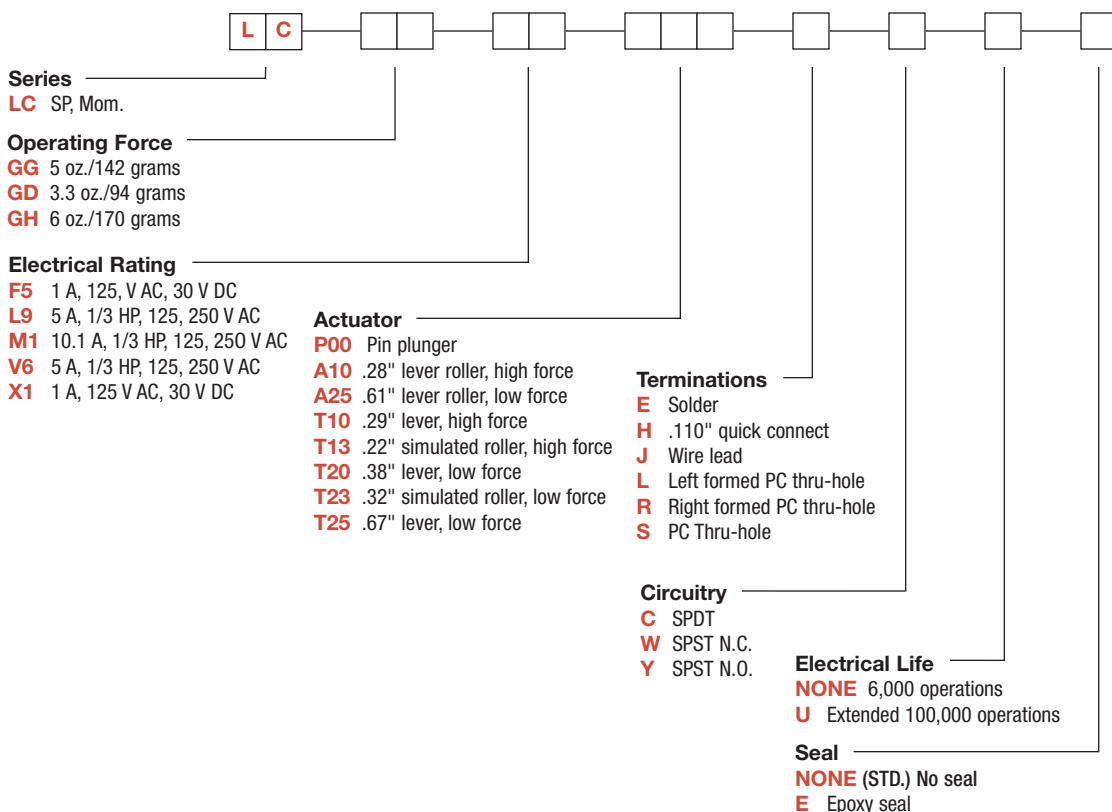 L C
Series
LC SP, Mom.
Operating Force
GG 5 oz./142 grams
GD 3.3 oz./94 grams
GH 6 oz./170 grams
Electrical Rating
F5 1 A, 125, V AC, 30 V DC
L9 5 A, 1/3 HP, 125, 250 V AC
M1 10.1 A, 1/3 HP, 125, 250 V AC
V6 5 A, 1/3 HP, 125, 250 V AC
X1 1 A, 125 V AC, 30 V DC
Actuator
P00 Pin plunger
A10 .28" lever roller, high force
A25 .61" lever roller, low force
T10 .29" lever, high force
T13 .22" simulated roller, high force
T20 .38" lever, low force
T23 .32" simulated roller, low force
T25 .67" lever, low force
Terminations
E Solder
H .110" quick connect
J Wire lead
L Left formed PC thru-hole
R Right formed PC thru-hole
S PC Thru-hole
Circuitry
C SPDT
W SPST N.C.
Y SPST N.O.
Electrical Life
NONE 6,000 operations
U Extended 100,000 operations
Seal
NONE (STD.) No seal
E Epoxy seal